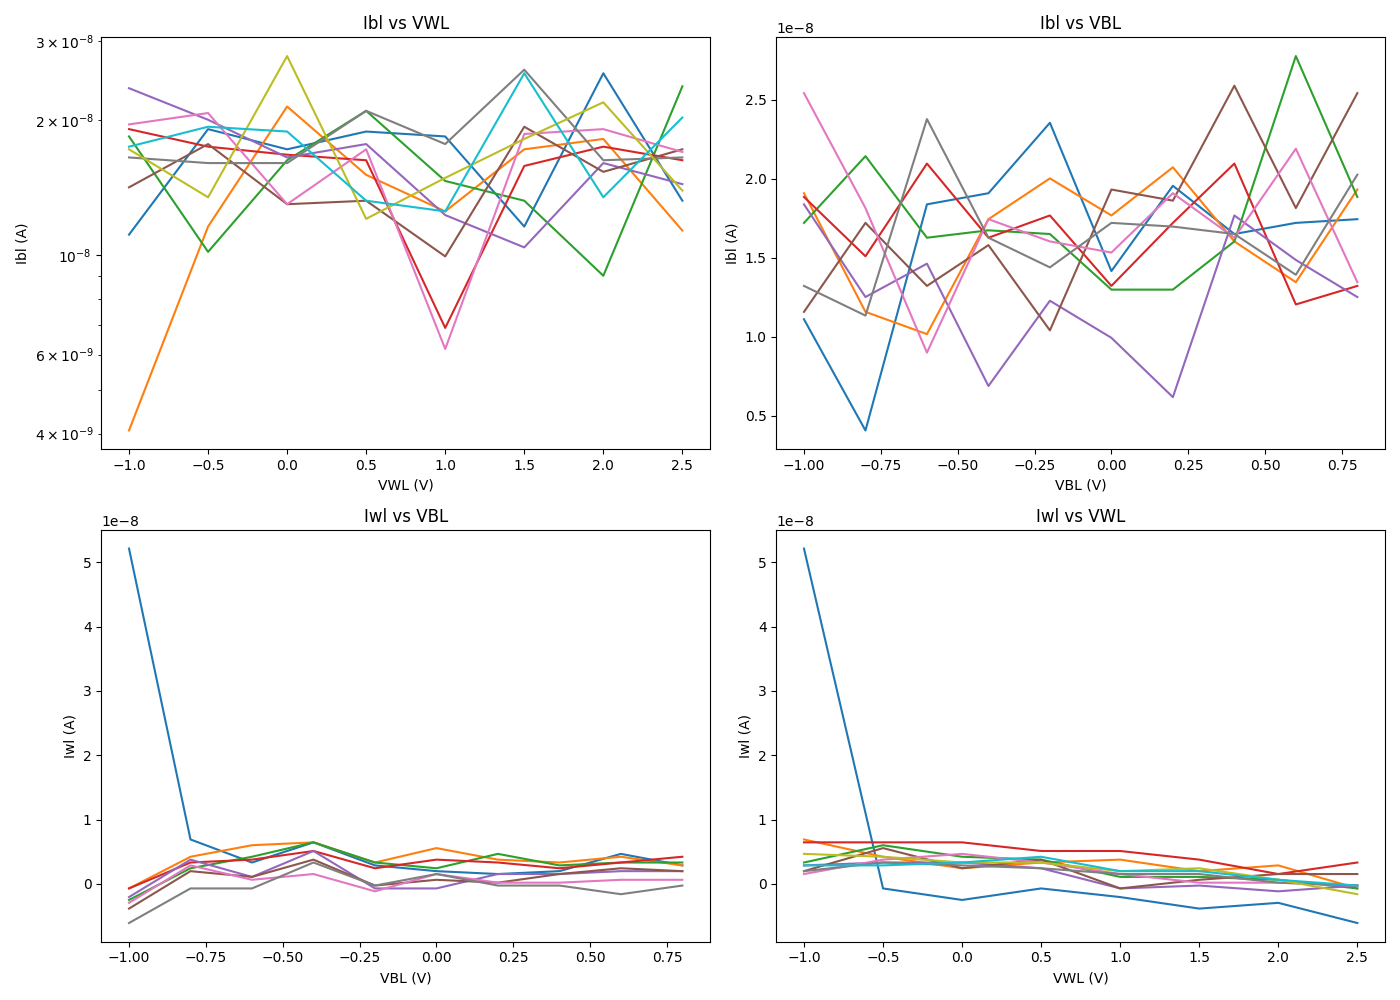 Ibl vs VWL
Ibl (A)
3 × 10⁻⁸
2 × 10⁻⁸
10⁻⁸
6 × 10⁻⁹
4 × 10⁻⁹
−1.0 −0.5 0.0 0.5 1.0 1.5 2.0 2.5
VWL (V)
Ibl vs VBL
1e−8
Ibl (A)
2.5
2.0
1.5
1.0
0.5
−1.00 −0.75 −0.50 −0.25 0.00 0.25 0.50 0.75
VBL (V)
Iwl vs VBL
1e−8
Iwl (A)
5
4
3
2
1
0
−1.00 −0.75 −0.50 −0.25 0.00 0.25 0.50 0.75
VBL (V)
Iwl vs VWL
1e−8
Iwl (A)
5
4
3
2
1
0
−1.0 −0.5 0.0 0.5 1.0 1.5 2.0 2.5
VWL (V)